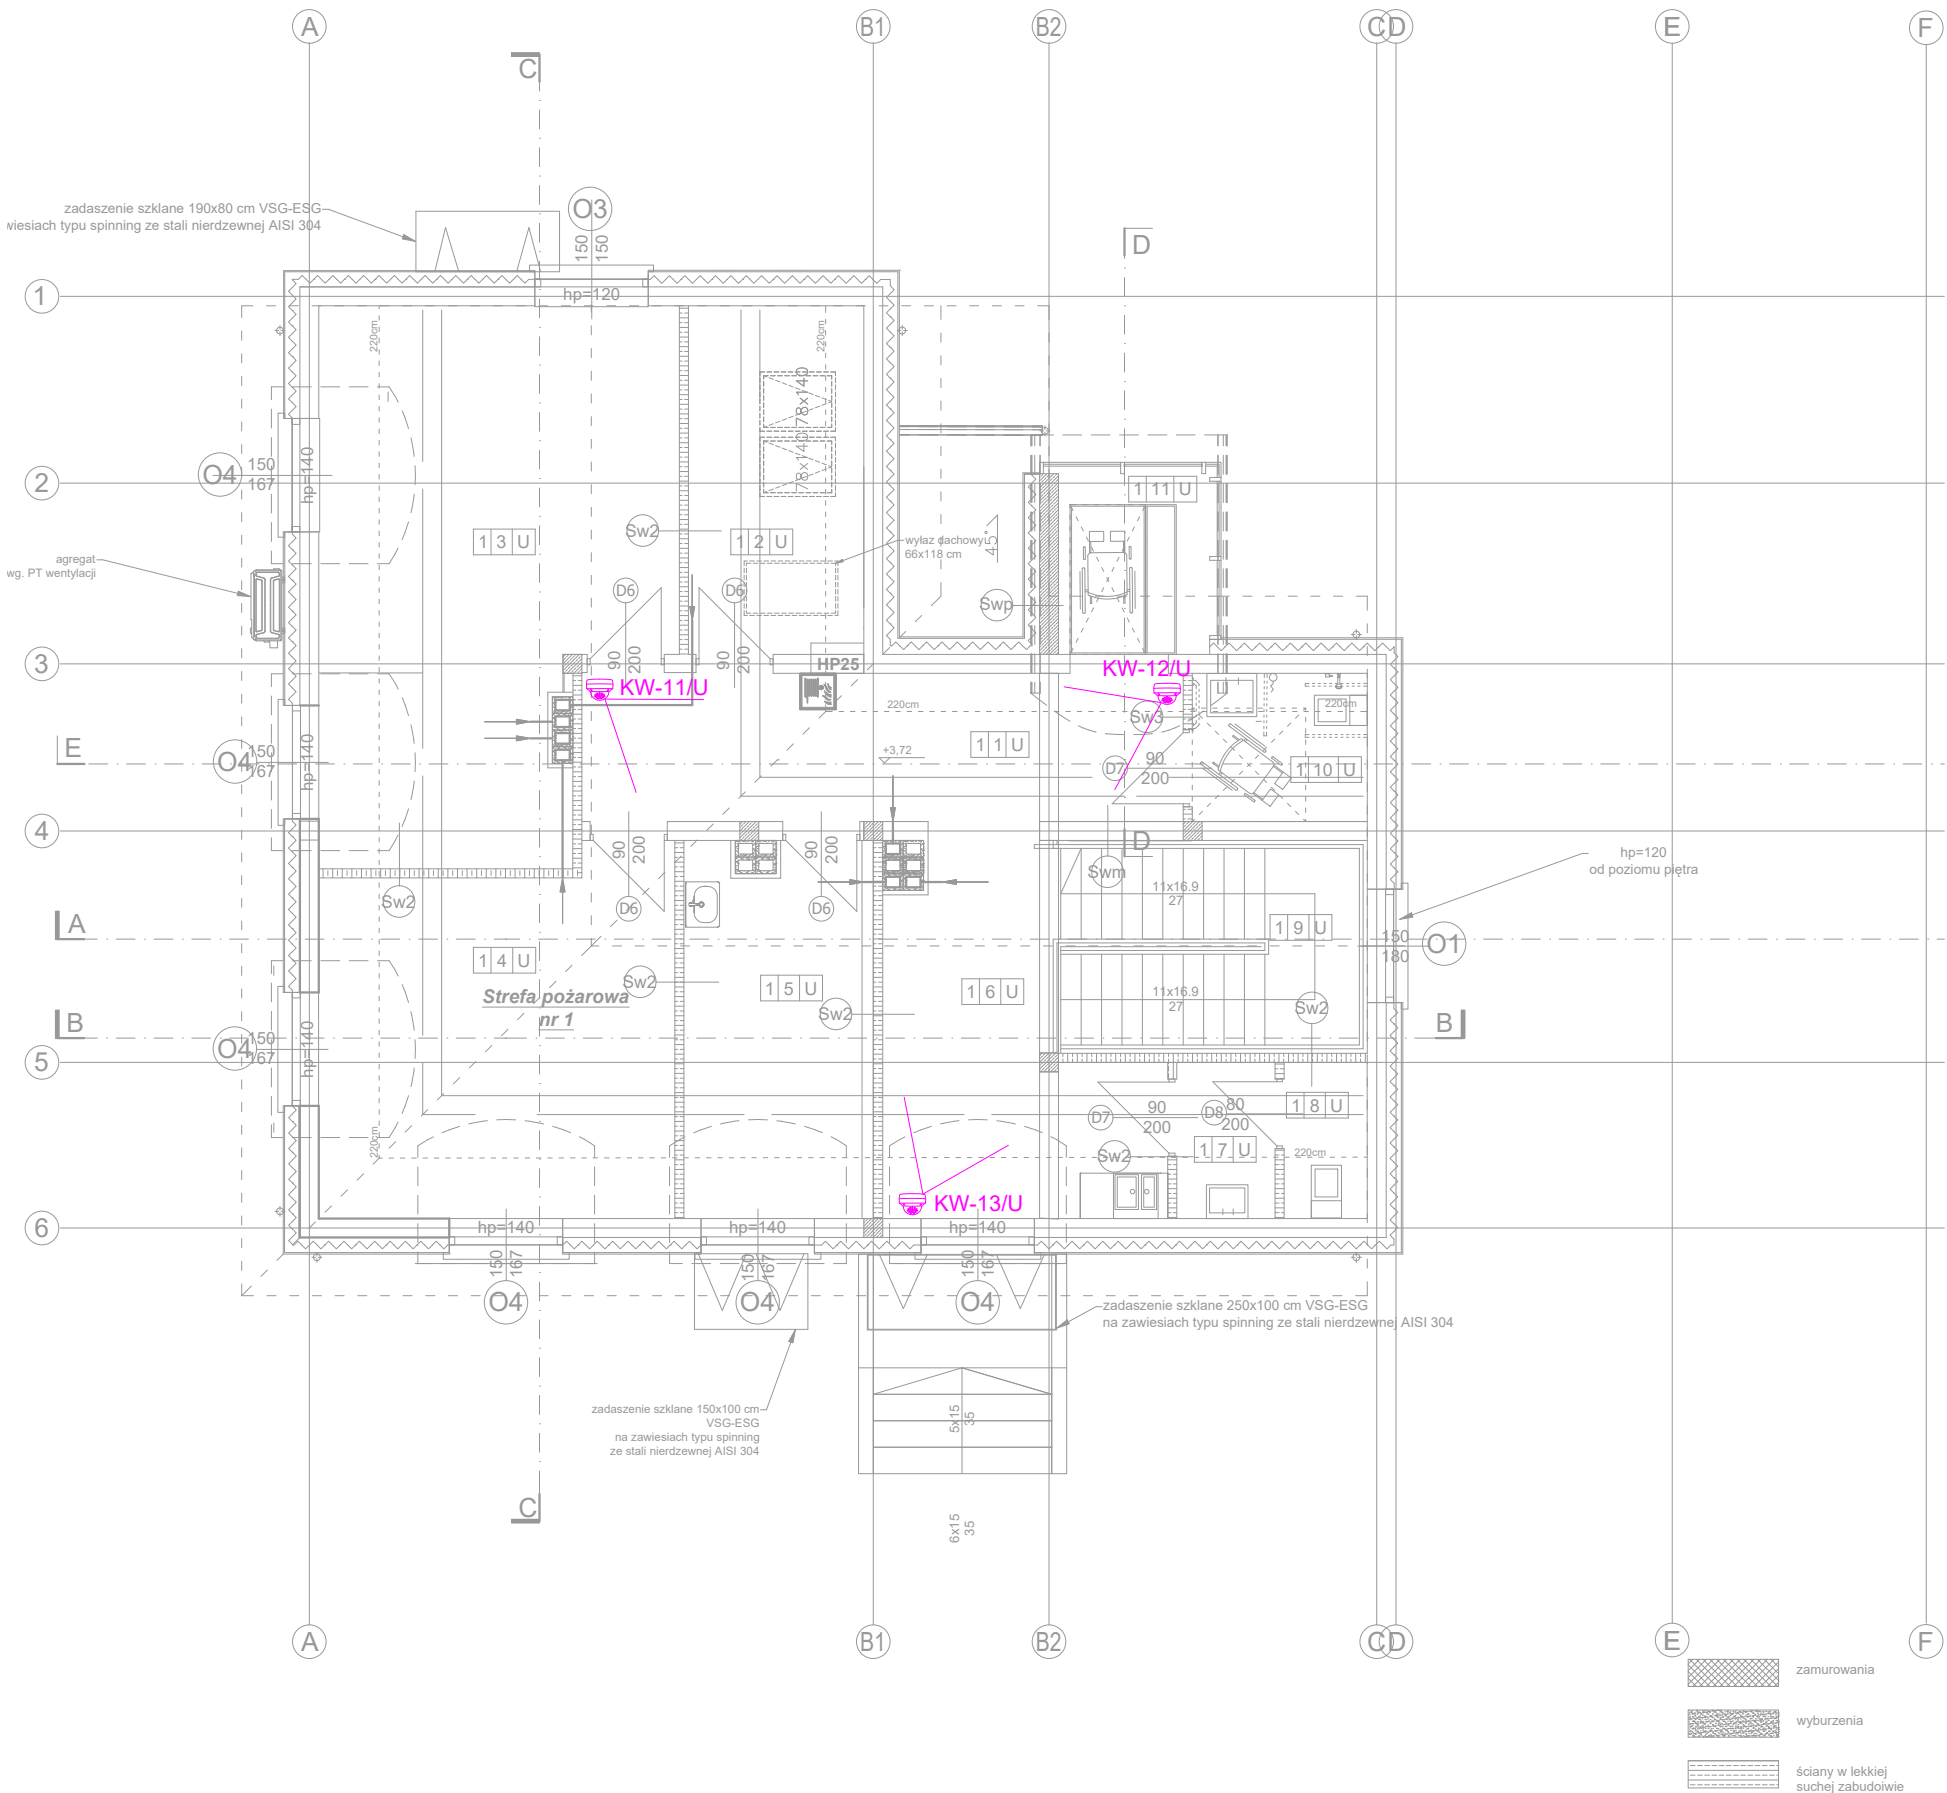 A B1 B2 C D E F
C
zadaszenie szklane 190x80 cm VSG-ESG
wiesiach typu spinning ze stali nierdzewnej AISI 304
O3
150
150
D
1
hp=120
220cm
220cm
78x140
78x140
O4
150
167
hp=140
2
1 11 U
1 3 U
Sw2
1 2 U
wyłaz dachowy
66x118 cm
45°
agregat
wg. PT wentylacji
D6
D6
Swp
3
90
200
90
200
HP25
KW-11/U
KW-12/U
220cm
220cm
Sw3
E
O4
150
167
hp=140
+3,72
1 1 U
D7
90
200
1 10 U
4
90
200
90
200
D
hp=120
od poziomu piętra
Swm
11x16.9
27
Sw2
D6
D6
A
1 9 U
O1
150
180
1 4 U
Sw2
1 5 U
1 6 U
Strefa pożarowa
nr 1
Sw2
11x16.9
27
Sw2
B
B
O4
150
167
hp=140
5
D7
90
200
D8
80
200
1 8 U
220cm
Sw2
1 7 U
220cm
KW-13/U
6
hp=140
hp=140
hp=140
150
167
150
167
150
167
O4
O4
O4
zadaszenie szklane 250x100 cm VSG-ESG
na zawiesiach typu spinning ze stali nierdzewnej AISI 304
zadaszenie szklane 150x100 cm
VSG-ESG
na zawiesiach typu spinning
ze stali nierdzewnej AISI 304
5x15
35
C
6x15
35
A B1 B2 C D E F
zamurowania
wyburzenia
ściany w lekkiej
suchej zabudoiwie